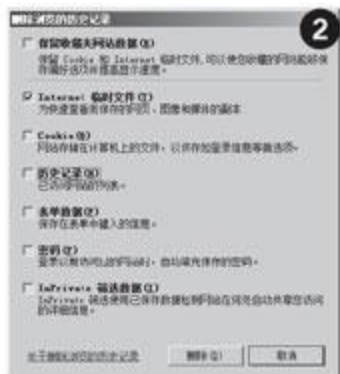 删除浏览的历史记录
2
保留收藏夹网站数据(R)
保留 Cookie 和 Internet 临时文件,可以使您收藏的网站能够保
存偏好选项并提高显示速度。
Internet 临时文件(T)
为快速查看而保存的网页、图像和媒体的副本
Cookie(O)
网站存储在计算机上的文件,以保存如登录信息等首选项。
历史记录(H)
已访问网站的列表。
表单数据(F)
保存在表单中键入的信息。
密码(P)
登录以前访问过的网站时,自动填充保存的密码。
InPrivate 筛选数据(I)
InPrivate 筛选使用已保存数据检测网站在何处自动共享您访问
的详细信息。
关于删除浏览的历史记录
删除(D)
取消